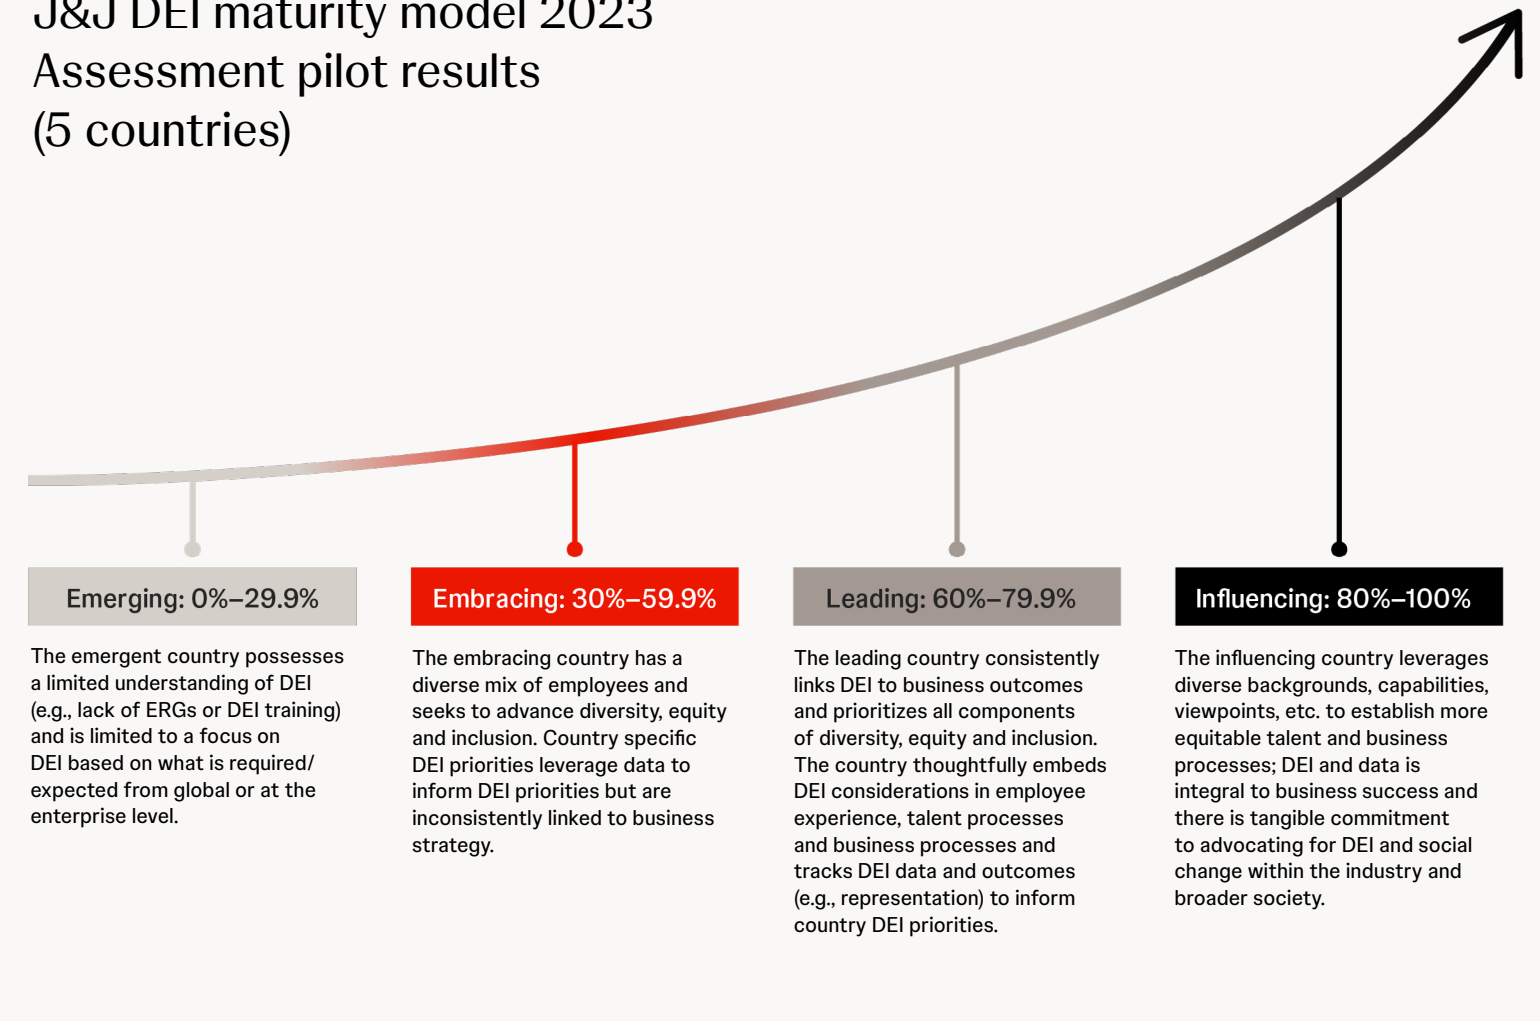 J&J DEI maturity model 2023
Assessment pilot results
(5 countries)
Emerging: 0%–29.9%
The emergent country possesses
a limited understanding of DEI
(e.g., lack of ERGs or DEI training)
and is limited to a focus on
DEI based on what is required/
expected from global or at the
enterprise level.
Embracing: 30%–59.9%
The embracing country has a
diverse mix of employees and
seeks to advance diversity, equity
and inclusion. Country specific
DEI priorities leverage data to
inform DEI priorities but are
inconsistently linked to business
strategy.
Leading: 60%–79.9%
The leading country consistently
links DEI to business outcomes
and prioritizes all components
of diversity, equity and inclusion.
The country thoughtfully embeds
DEI considerations in employee
experience, talent processes
and business processes and
tracks DEI data and outcomes
(e.g., representation) to inform
country DEI priorities.
Influencing: 80%–100%
The influencing country leverages
diverse backgrounds, capabilities,
viewpoints, etc. to establish more
equitable talent and business
processes; DEI and data is
integral to business success and
there is tangible commitment
to advocating for DEI and social
change within the industry and
broader society.